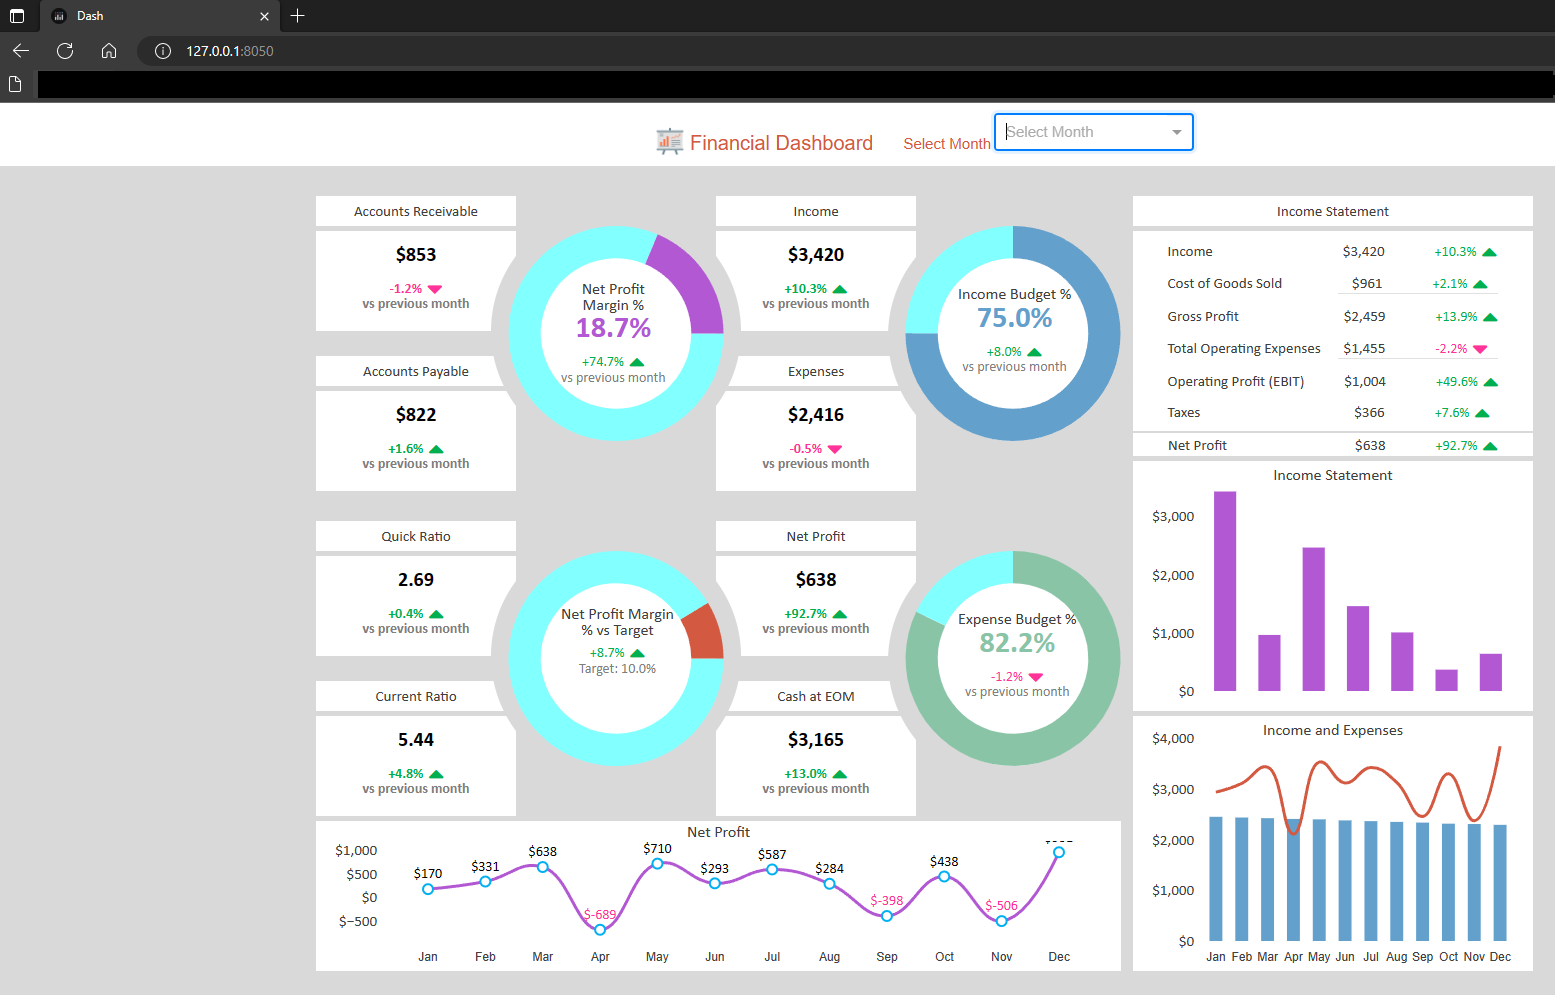 Dash
127.0.0.1:8050
Financial Dashboard
Select Month
Select Month
Accounts Receivable
$853
-1.2%
vs previous month
Accounts Payable
$822
+1.6%
vs previous month
Net Profit
Margin %
18.7%
+74.7%
vs previous month
Income
$3,420
+10.3%
vs previous month
Expenses
$2,416
-0.5%
vs previous month
Income Budget %
75.0%
+8.0%
vs previous month
Quick Ratio
2.69
+0.4%
vs previous month
Current Ratio
5.44
+4.8%
vs previous month
Net Profit Margin
% vs Target
+8.7%
Target: 10.0%
Net Profit
$638
+92.7%
vs previous month
Cash at EOM
$3,165
+13.0%
vs previous month
Expense Budget %
82.2%
-1.2%
vs previous month
Net Profit
$1,000
$500
$0
$−500
$170
$331
$638
$-689
$710
$293
$587
$284
$-398
$438
$-506
Jan Feb Mar Apr May Jun Jul Aug Sep Oct Nov Dec
Income Statement
Income $3,420 +10.3%
Cost of Goods Sold $961 +2.1%
Gross Profit $2,459 +13.9%
Total Operating Expenses $1,455 -2.2%
Operating Profit (EBIT) $1,004 +49.6%
Taxes $366 +7.6%
Net Profit $638 +92.7%
Income Statement
$3,000
$2,000
$1,000
$0
Income and Expenses
$4,000
$3,000
$2,000
$1,000
$0
Jan Feb Mar Apr May Jun Jul Aug Sep Oct Nov Dec